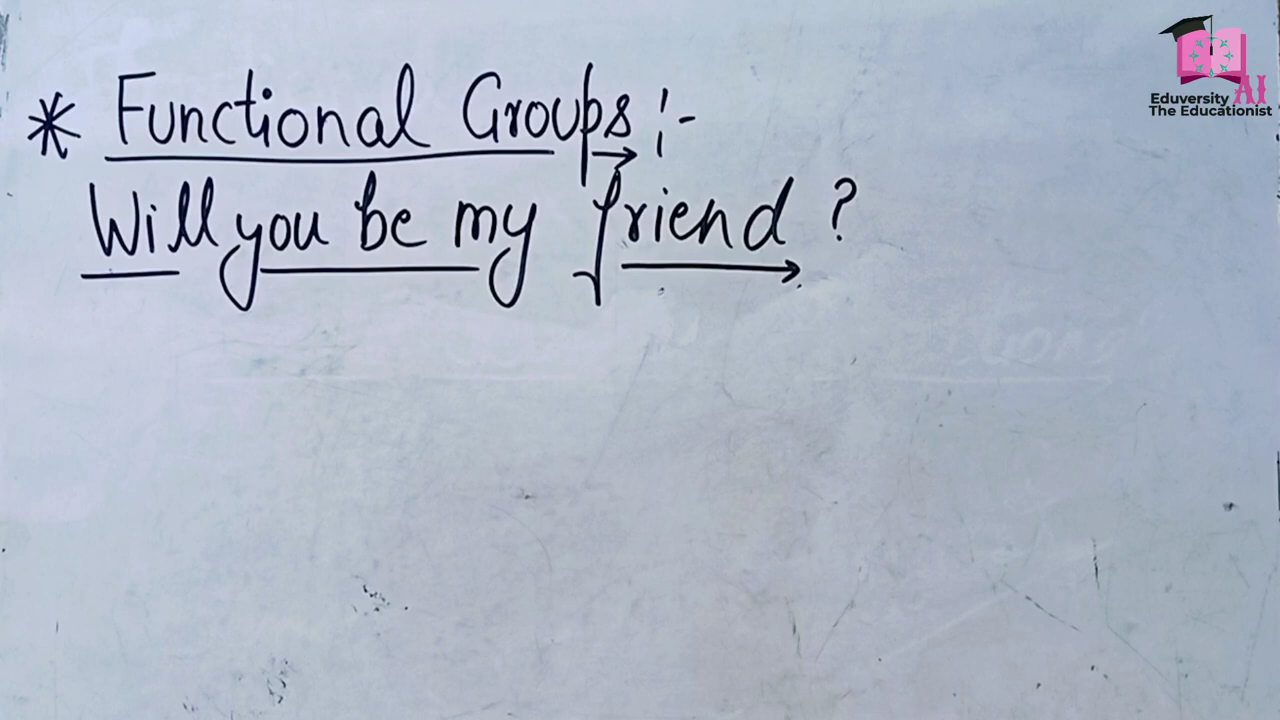 * Functional Groups :-
Will you be my friend ?
Eduversity AI
The Educationist